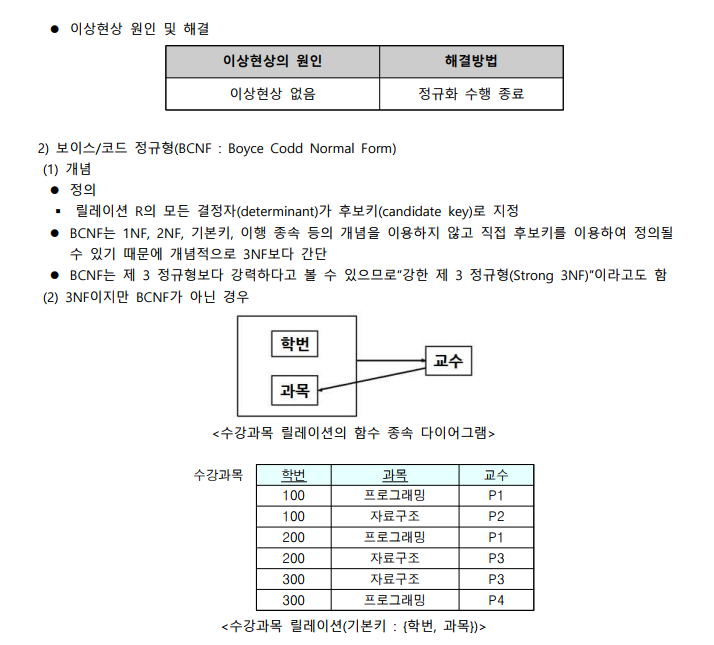 ● 이상현상 원인 및 해결
이상현상의 원인 해결방법
이상현상 없음 정규화 수행 종료
2) 보이스/코드 정규형(BCNF : Boyce Codd Normal Form)
(1) 개념
● 정의
▪ 릴레이션 R의 모든 결정자(determinant)가 후보키(candidate key)로 지정
● BCNF는 1NF, 2NF, 기본키, 이행 종속 등의 개념을 이용하지 않고 직접 후보키를 이용하여 정의될
수 있기 때문에 개념적으로 3NF보다 간단
● BCNF는 제 3 정규형보다 강력하다고 볼 수 있으므로“강한 제 3 정규형(Strong 3NF)”이라고도 함
(2) 3NF이지만 BCNF가 아닌 경우
학번
교수
과목
<수강과목 릴레이션의 함수 종속 다이어그램>
수강과목 학번 과목 교수
100 프로그래밍 P1
100 자료구조 P2
200 프로그래밍 P1
200 자료구조 P3
300 자료구조 P3
300 프로그래밍 P4
<수강과목 릴레이션(기본키 : {학번, 과목})>